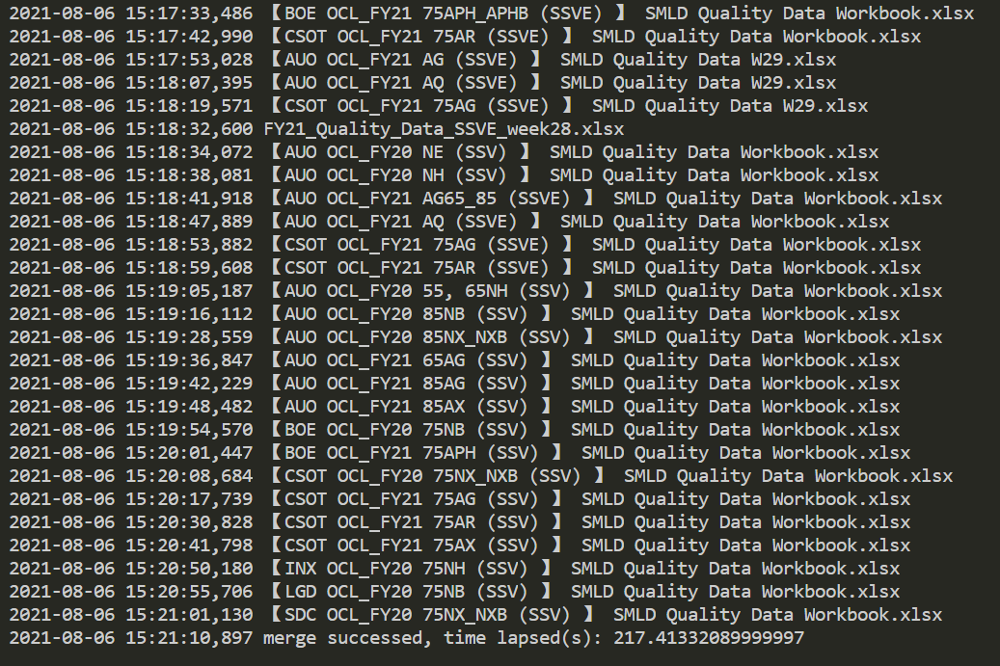 2021-08-06 15:17:33,486 【BOE OCL_FY21 75APH_APHB (SSVE) 】 SMLD Quality Data Workbook.xlsx
2021-08-06 15:17:42,990 【CSOT OCL_FY21 75AR (SSVE) 】 SMLD Quality Data Workbook.xlsx
2021-08-06 15:17:53,028 【AUO OCL_FY21 AG (SSVE) 】 SMLD Quality Data W29.xlsx
2021-08-06 15:18:07,395 【AUO OCL_FY21 AQ (SSVE) 】 SMLD Quality Data W29.xlsx
2021-08-06 15:18:19,571 【CSOT OCL_FY21 75AG (SSVE) 】 SMLD Quality Data W29.xlsx
2021-08-06 15:18:32,600 FY21_Quality_Data_SSVE_week28.xlsx
2021-08-06 15:18:34,072 【AUO OCL_FY20 NE (SSV) 】 SMLD Quality Data Workbook.xlsx
2021-08-06 15:18:38,081 【AUO OCL_FY20 NH (SSV) 】 SMLD Quality Data Workbook.xlsx
2021-08-06 15:18:41,918 【AUO OCL_FY21 AG65_85 (SSVE) 】 SMLD Quality Data Workbook.xlsx
2021-08-06 15:18:47,889 【AUO OCL_FY21 AQ (SSVE) 】 SMLD Quality Data Workbook.xlsx
2021-08-06 15:18:53,882 【CSOT OCL_FY21 75AG (SSVE) 】 SMLD Quality Data Workbook.xlsx
2021-08-06 15:18:59,608 【CSOT OCL_FY21 75AR (SSVE) 】 SMLD Quality Data Workbook.xlsx
2021-08-06 15:19:05,187 【AUO OCL_FY20 55, 65NH (SSV) 】 SMLD Quality Data Workbook.xlsx
2021-08-06 15:19:16,112 【AUO OCL_FY20 85NB (SSV) 】 SMLD Quality Data Workbook.xlsx
2021-08-06 15:19:28,559 【AUO OCL_FY20 85NX_NXB (SSV) 】 SMLD Quality Data Workbook.xlsx
2021-08-06 15:19:36,847 【AUO OCL_FY21 65AG (SSV) 】 SMLD Quality Data Workbook.xlsx
2021-08-06 15:19:42,229 【AUO OCL_FY21 85AG (SSV) 】 SMLD Quality Data Workbook.xlsx
2021-08-06 15:19:48,482 【AUO OCL_FY21 85AX (SSV) 】 SMLD Quality Data Workbook.xlsx
2021-08-06 15:19:54,570 【BOE OCL_FY20 75NB (SSV) 】 SMLD Quality Data Workbook.xlsx
2021-08-06 15:20:01,447 【BOE OCL_FY21 75APH (SSV) 】 SMLD Quality Data Workbook.xlsx
2021-08-06 15:20:08,684 【CSOT OCL_FY20 75NX_NXB (SSV) 】 SMLD Quality Data Workbook.xlsx
2021-08-06 15:20:17,739 【CSOT OCL_FY21 75AG (SSV) 】 SMLD Quality Data Workbook.xlsx
2021-08-06 15:20:30,828 【CSOT OCL_FY21 75AR (SSV) 】 SMLD Quality Data Workbook.xlsx
2021-08-06 15:20:41,798 【CSOT OCL_FY21 75AX (SSV) 】 SMLD Quality Data Workbook.xlsx
2021-08-06 15:20:50,180 【INX OCL_FY20 75NH (SSV) 】 SMLD Quality Data Workbook.xlsx
2021-08-06 15:20:55,706 【LGD OCL_FY20 75NB (SSV) 】 SMLD Quality Data Workbook.xlsx
2021-08-06 15:21:01,130 【SDC OCL_FY20 75NX_NXB (SSV) 】 SMLD Quality Data Workbook.xlsx
2021-08-06 15:21:10,897 merge successed, time lapsed(s): 217.41332089999997